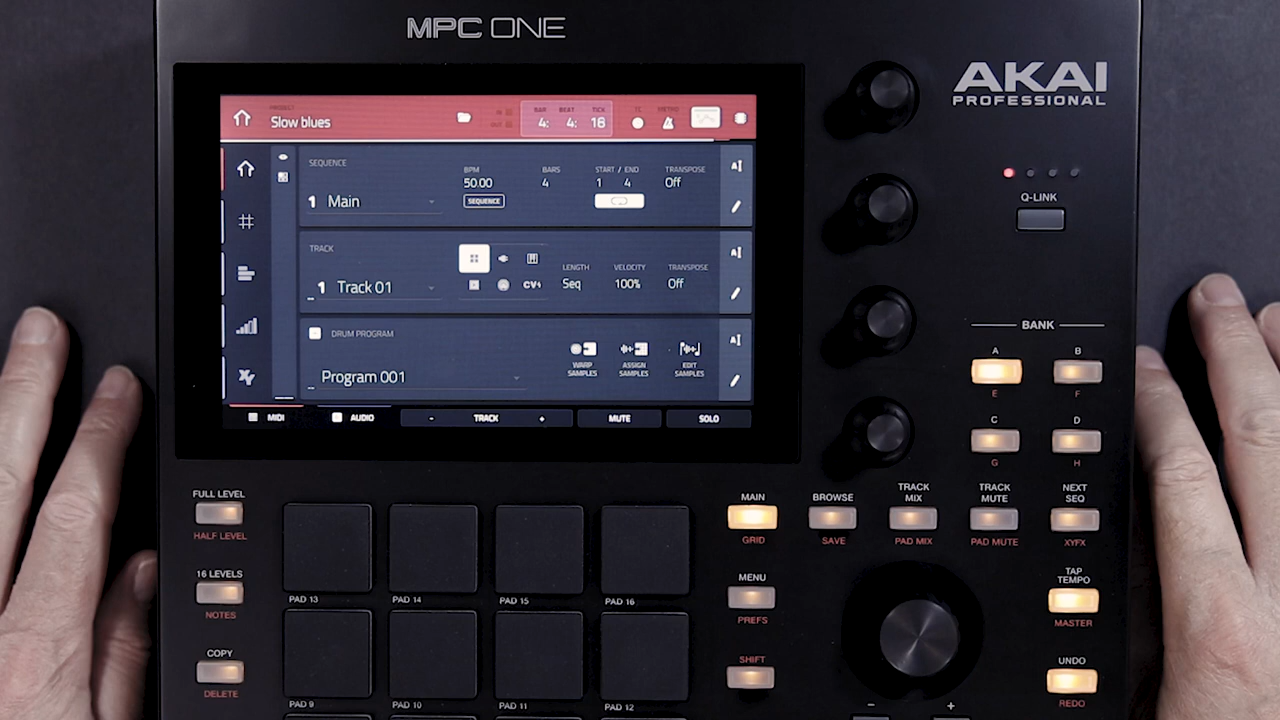 MPC ONE
AKAI
PROFESSIONAL
PROJECT
Slow blues
BAR BEAT TICK
4: 4: 16
TC
METRO
IN
OUT
SEQUENCE
1 Main
BPM
50.00
SEQUENCE
BARS
4
START / END
1 4
TRANSPOSE
Off
TRACK
1 Track 01
CV
LENGTH
Seq
VELOCITY
100%
TRANSPOSE
Off
DRUM PROGRAM
Program 001
WARP
SAMPLES
ASSIGN
SAMPLES
EDIT
SAMPLES
MIDI
AUDIO
- TRACK +
MUTE
SOLO
Q-LINK
BANK
A
B
E
F
C
D
G
H
FULL LEVEL
HALF LEVEL
16 LEVELS
NOTES
COPY
DELETE
PAD 13
PAD 14
PAD 15
PAD 16
PAD 9
PAD 10
PAD 11
PAD 12
MAIN
GRID
BROWSE
SAVE
TRACK
MIX
PAD MIX
TRACK
MUTE
PAD MUTE
NEXT
SEQ
XYFX
MENU
PREFS
SHIFT
TAP
TEMPO
MASTER
UNDO
REDO
- +